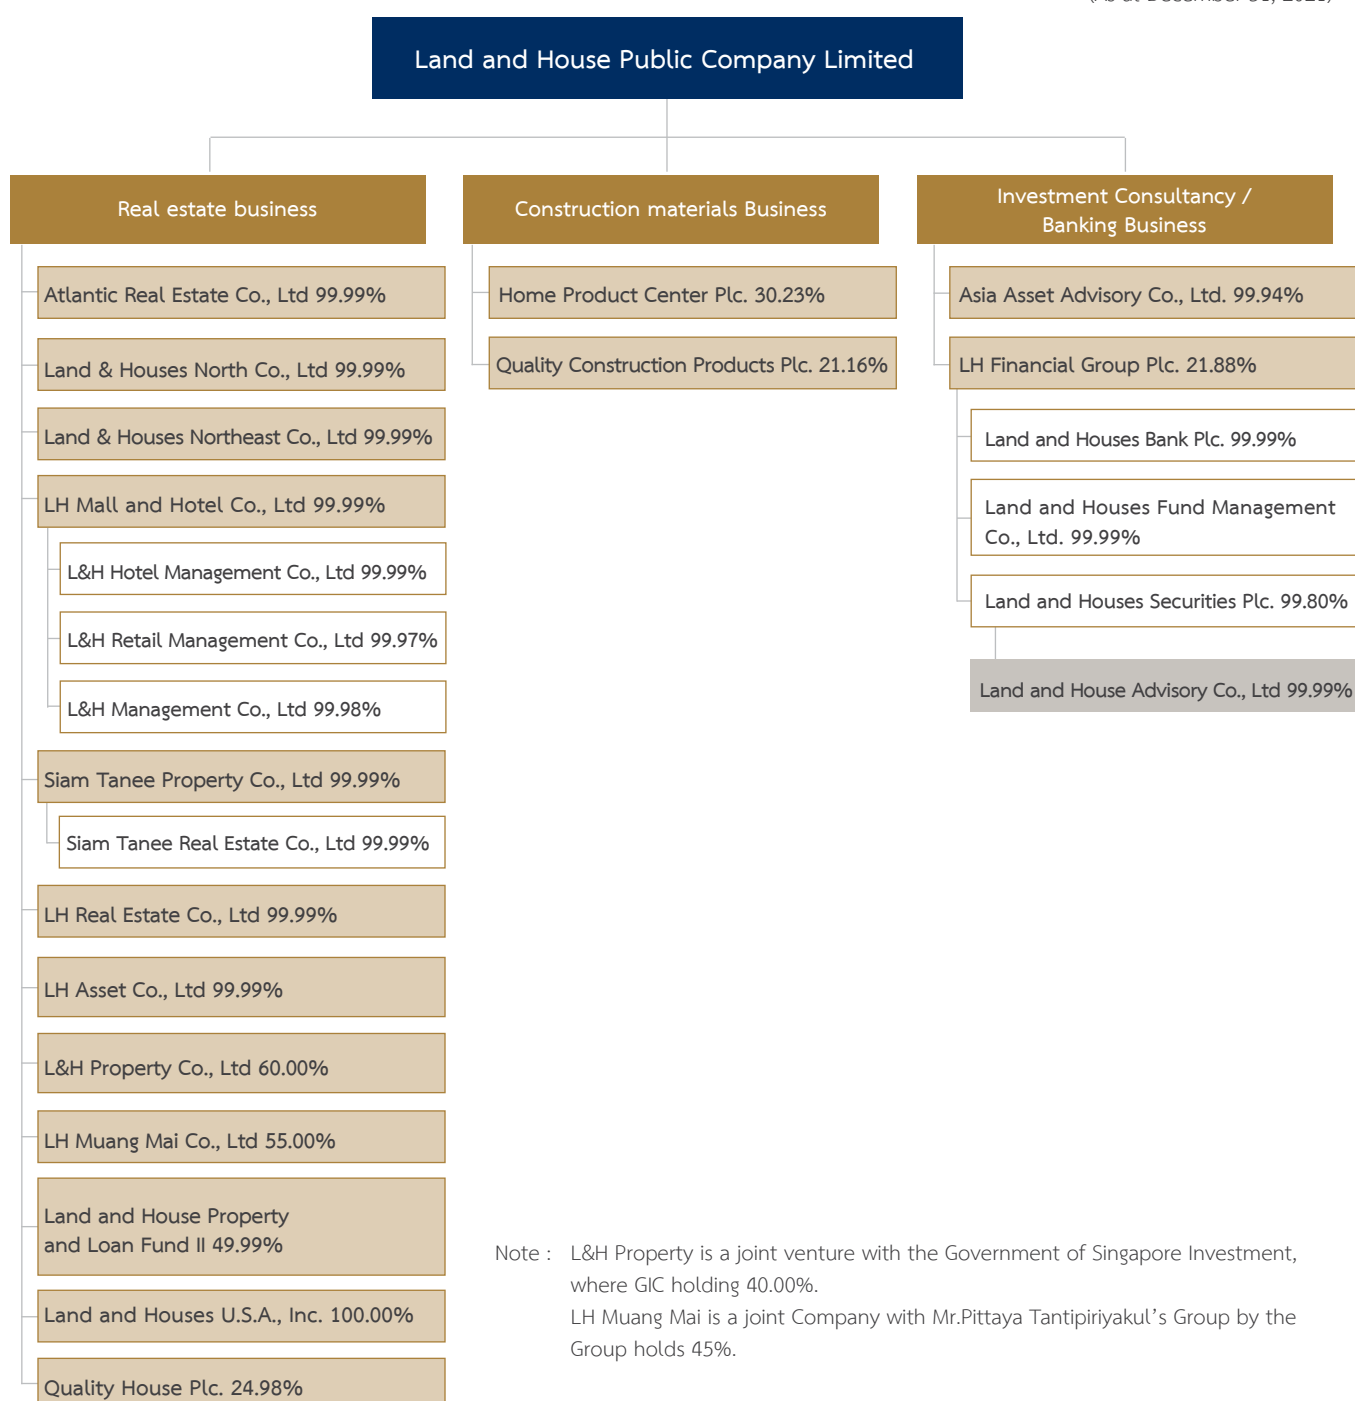 (As at December 31, 2021)
Land and House Public Company Limited
Real estate business
Atlantic Real Estate Co., Ltd 99.99%
Land & Houses North Co., Ltd 99.99%
Land & Houses Northeast Co., Ltd 99.99%
LH Mall and Hotel Co., Ltd 99.99%
L&H Hotel Management Co., Ltd 99.99%
L&H Retail Management Co., Ltd 99.97%
L&H Management Co., Ltd 99.98%
Siam Tanee Property Co., Ltd 99.99%
Siam Tanee Real Estate Co., Ltd 99.99%
LH Real Estate Co., Ltd 99.99%
LH Asset Co., Ltd 99.99%
L&H Property Co., Ltd 60.00%
LH Muang Mai Co., Ltd 55.00%
Land and House Property
and Loan Fund II 49.99%
Land and Houses U.S.A., Inc. 100.00%
Quality House Plc. 24.98%
Construction materials Business
Home Product Center Plc. 30.23%
Quality Construction Products Plc. 21.16%
Investment Consultancy /
Banking Business
Asia Asset Advisory Co., Ltd. 99.94%
LH Financial Group Plc. 21.88%
Land and Houses Bank Plc. 99.99%
Land and Houses Fund Management
Co., Ltd. 99.99%
Land and Houses Securities Plc. 99.80%
Land and House Advisory Co., Ltd 99.99%
Note : L&H Property is a joint venture with the Government of Singapore Investment,
where GIC holding 40.00%.
LH Muang Mai is a joint Company with Mr.Pittaya Tantipiriyakul's Group by the
Group holds 45%.